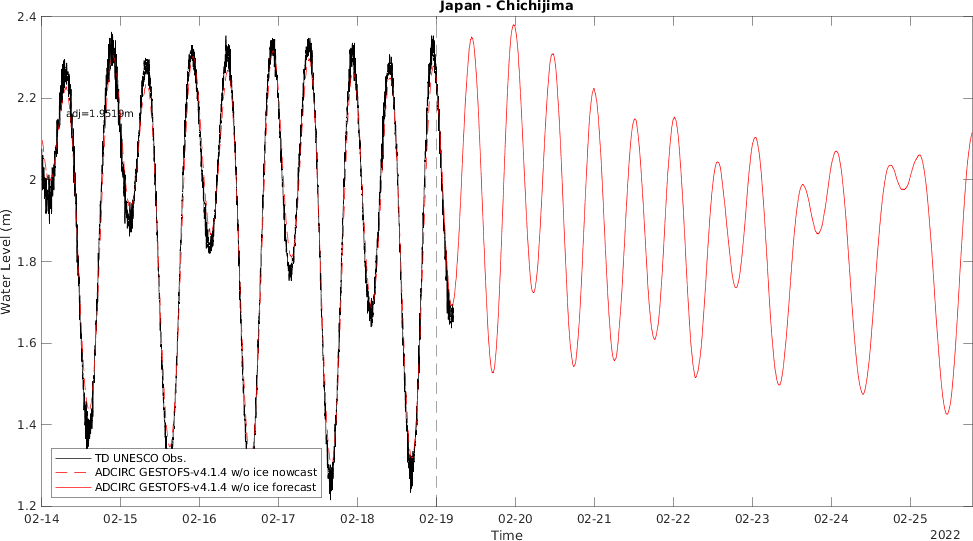 Japan - Chichijima
2.4
2.2
2
1.8
1.6
1.4
1.2
Water Level (m)
adj=1.9519m
TD UNESCO Obs.
ADCIRC GESTOFS-v4.1.4 w/o ice nowcast
ADCIRC GESTOFS-v4.1.4 w/o ice forecast
02-14 02-15 02-16 02-17 02-18 02-19 02-20 02-21 02-22 02-23 02-24 02-25
Time
2022